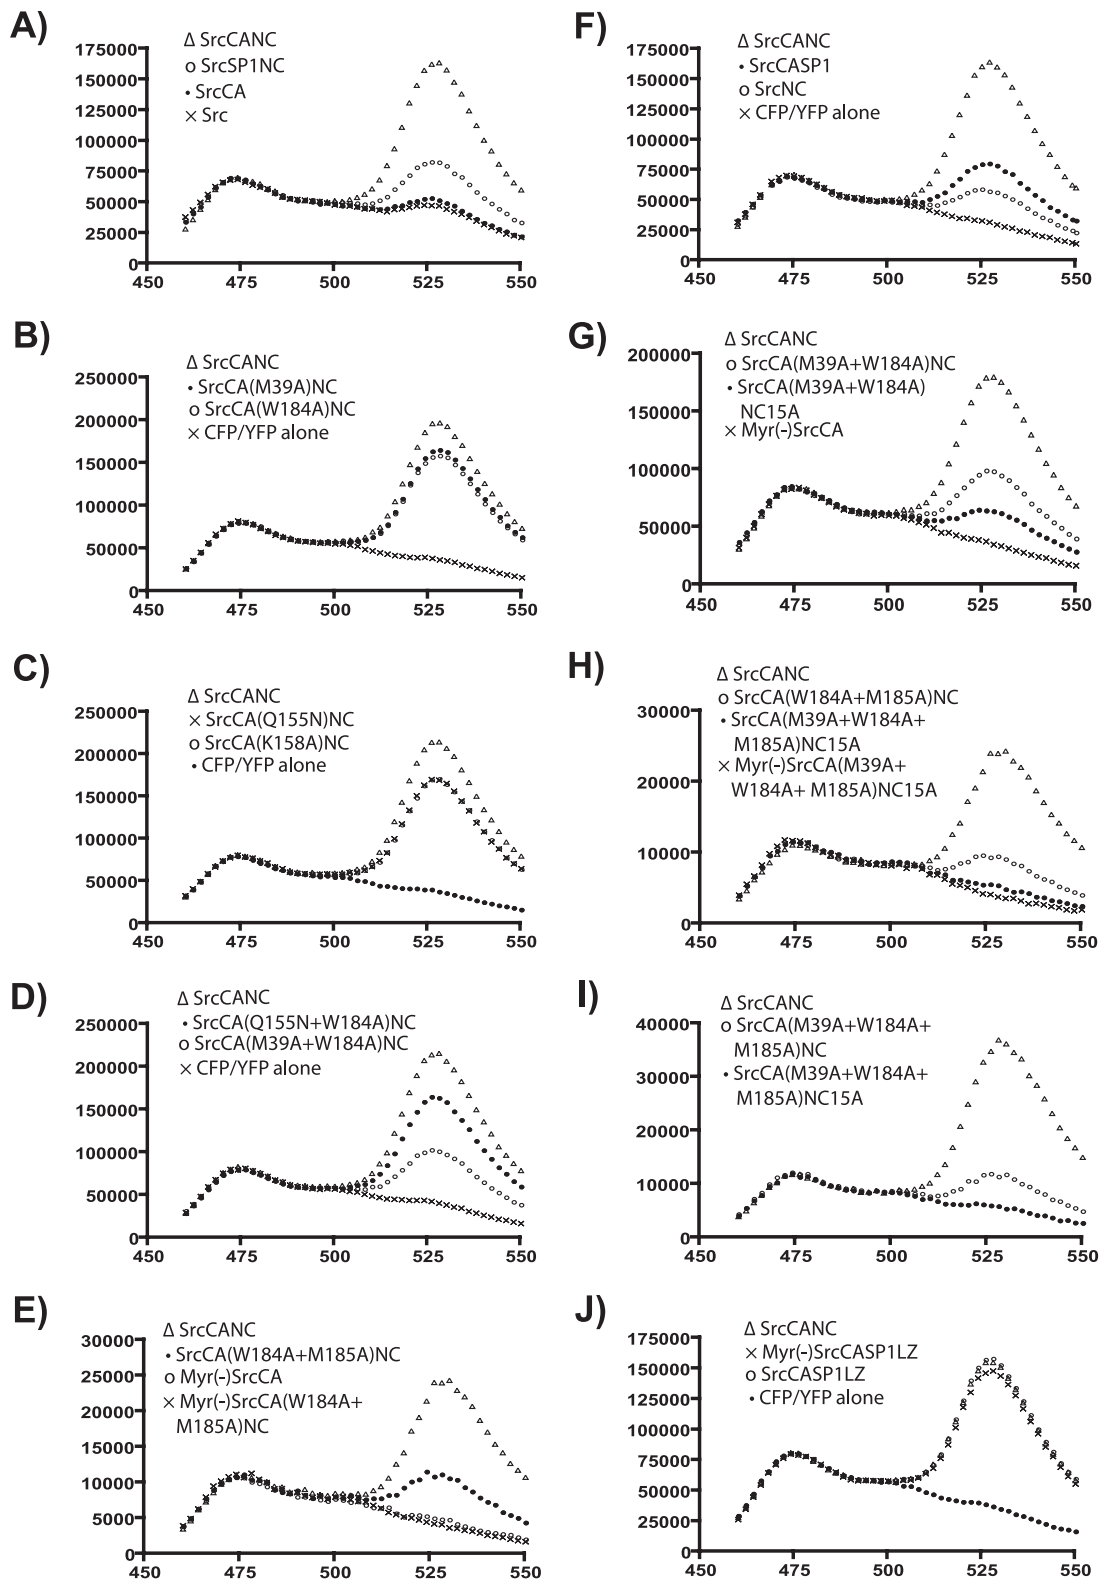 A)
Δ SrcCANC
o SrcSP1NC
• SrcCA
× Src
175000
150000
125000
100000
75000
50000
25000
0
450 475 500 525 550
B)
Δ SrcCANC
• SrcCA(M39A)NC
o SrcCA(W184A)NC
× CFP/YFP alone
250000
200000
150000
100000
50000
0
450 475 500 525 550
C)
Δ SrcCANC
× SrcCA(Q155N)NC
o SrcCA(K158A)NC
• CFP/YFP alone
250000
200000
150000
100000
50000
0
450 475 500 525 550
D)
Δ SrcCANC
• SrcCA(Q155N+W184A)NC
o SrcCA(M39A+W184A)NC
× CFP/YFP alone
250000
200000
150000
100000
50000
0
450 475 500 525 550
E)
Δ SrcCANC
• SrcCA(W184A+M185A)NC
o Myr(-)SrcCA
× Myr(-)SrcCA(W184A+
M185A)NC
30000
25000
20000
15000
10000
5000
0
450 475 500 525 550
F)
Δ SrcCANC
• SrcCASP1
o SrcNC
× CFP/YFP alone
175000
150000
125000
100000
75000
50000
25000
0
450 475 500 525 550
G)
Δ SrcCANC
o SrcCA(M39A+W184A)NC
• SrcCA(M39A+W184A)
NC15A
× Myr(-)SrcCA
200000
150000
100000
50000
0
450 475 500 525 550
H)
Δ SrcCANC
o SrcCA(W184A+M185A)NC
• SrcCA(M39A+W184A+
M185A)NC15A
× Myr(-)SrcCA(M39A+
W184A+ M185A)NC15A
30000
20000
10000
0
450 475 500 525 550
I)
Δ SrcCANC
o SrcCA(M39A+W184A+
M185A)NC
• SrcCA(M39A+W184A+
M185A)NC15A
40000
30000
20000
10000
0
450 475 500 525 550
J)
Δ SrcCANC
× Myr(-)SrcCASP1LZ
o SrcCASP1LZ
• CFP/YFP alone
175000
150000
125000
100000
75000
50000
25000
0
450 475 500 525 550